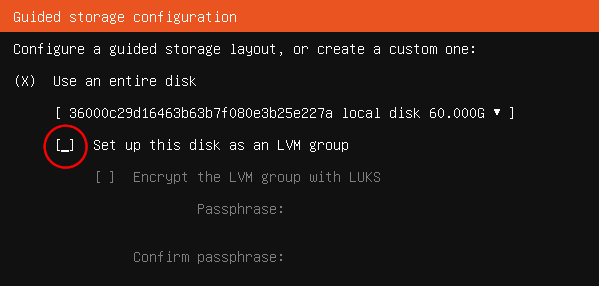 Guided storage configuration
Configure a guided storage layout, or create a custom one:
(X) Use an entire disk
[ 36000c29d16463b63b7f080e3b25e227a local disk 60.000G ▾ ]
[_] Set up this disk as an LVM group
[ ] Encrypt the LVM group with LUKS
Passphrase:
Confirm passphrase: